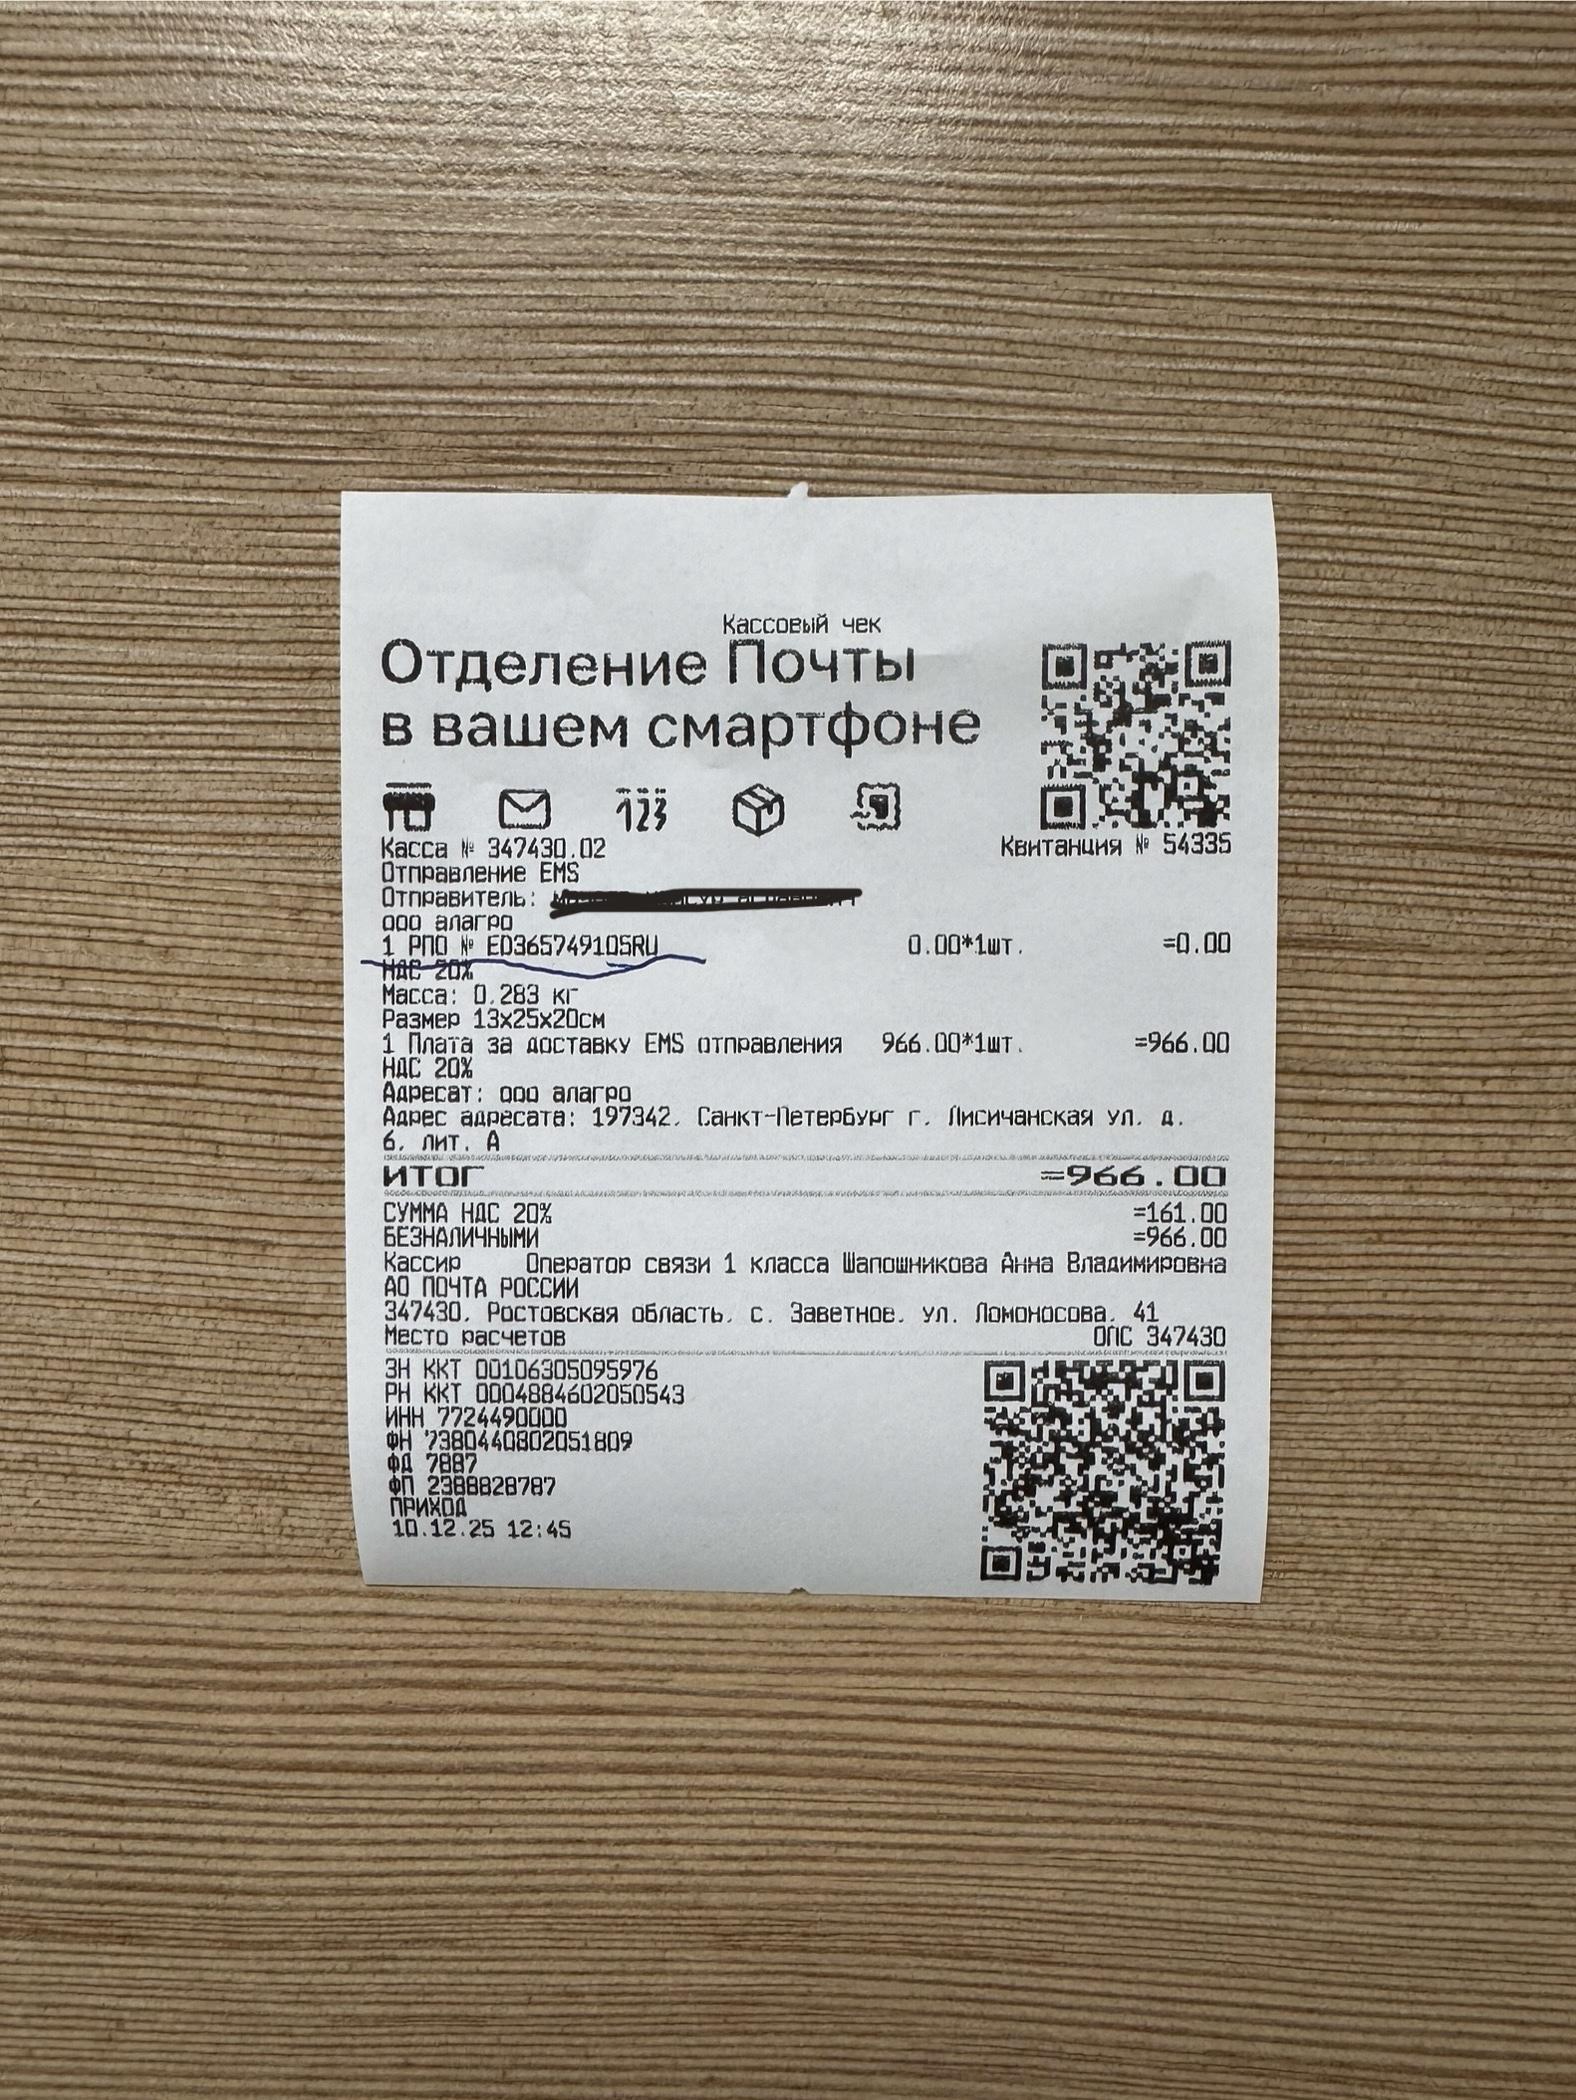 Кассовый чек
Отделение Почты
в вашем смартфоне
123
Касса № 347430.02 Квитанция № 54335
Отправление EMS
Отправитель:
ооо алагро
1 РПО № ED365749105RU 0.00*1шт. =0.00
НДС 20%
Масса: 0.283 кг
Размер 13x25x20см
1 Плата за доставку EMS отправления 966.00*1шт. =966.00
НДС 20%
Адресат: ооо алагро
Адрес адресата: 197342, Санкт-Петербург г, Лисичанская ул, д.
6, лит. А
ИТОГ =966.00
СУММА НДС 20% =161.00
БЕЗНАЛИЧНЫМИ =966.00
Кассир Оператор связи 1 класса Шапошникова Анна Владимировна
АО ПОЧТА РОССИИ
347430, Ростовская область, с. Заветное, ул. Ломоносова, 41
Место расчетов ОПС 347430
ЗН ККТ 00106305095976
РН ККТ 0004884602050543
ИНН 7724490000
ФН 7380440802051809
ФД 7887
ФП 2388828787
ПРИХОД
10.12.25 12:45